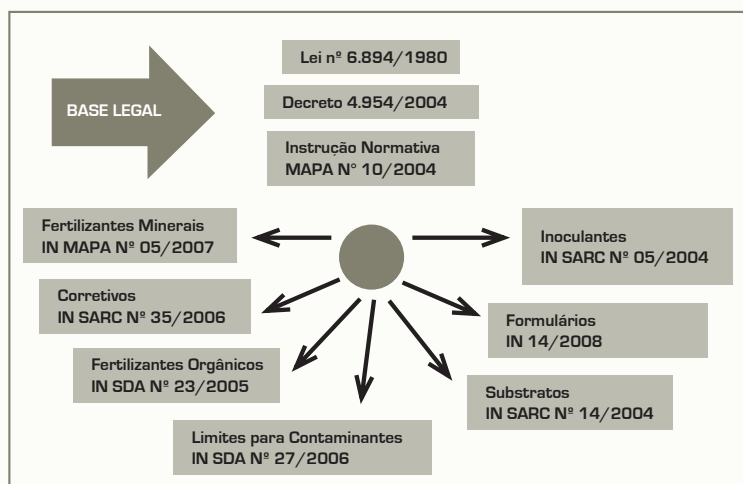 BASE LEGAL
Lei nº 6.894/1980
Decreto 4.954/2004
Instrução Normativa
MAPA N° 10/2004
Fertilizantes Minerais
IN MAPA Nº 05/2007
Inoculantes
IN SARC Nº 05/2004
Corretivos
IN SARC Nº 35/2006
Formulários
IN 14/2008
Fertilizantes Orgânicos
IN SDA Nº 23/2005
Substratos
IN SARC Nº 14/2004
Limites para Contaminantes
IN SDA Nº 27/2006